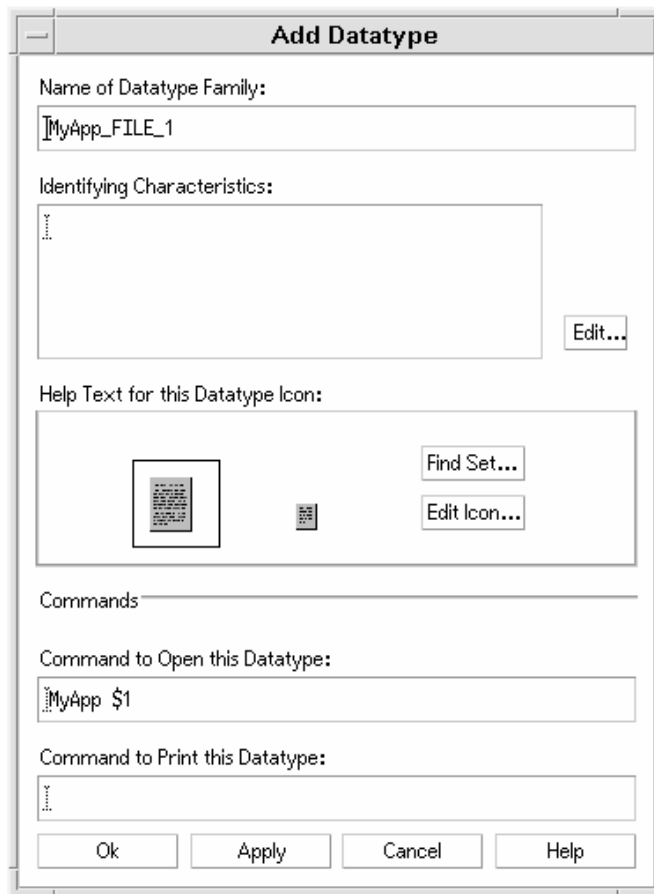 Add Datatype
Name of Datatype Family:
MyApp_FILE_1
Identifying Characteristics:
Edit...
Help Text for this Datatype Icon:
Find Set...
Edit Icon...
Commands
Command to Open this Datatype:
MyApp $1
Command to Print this Datatype:
Ok Apply Cancel Help